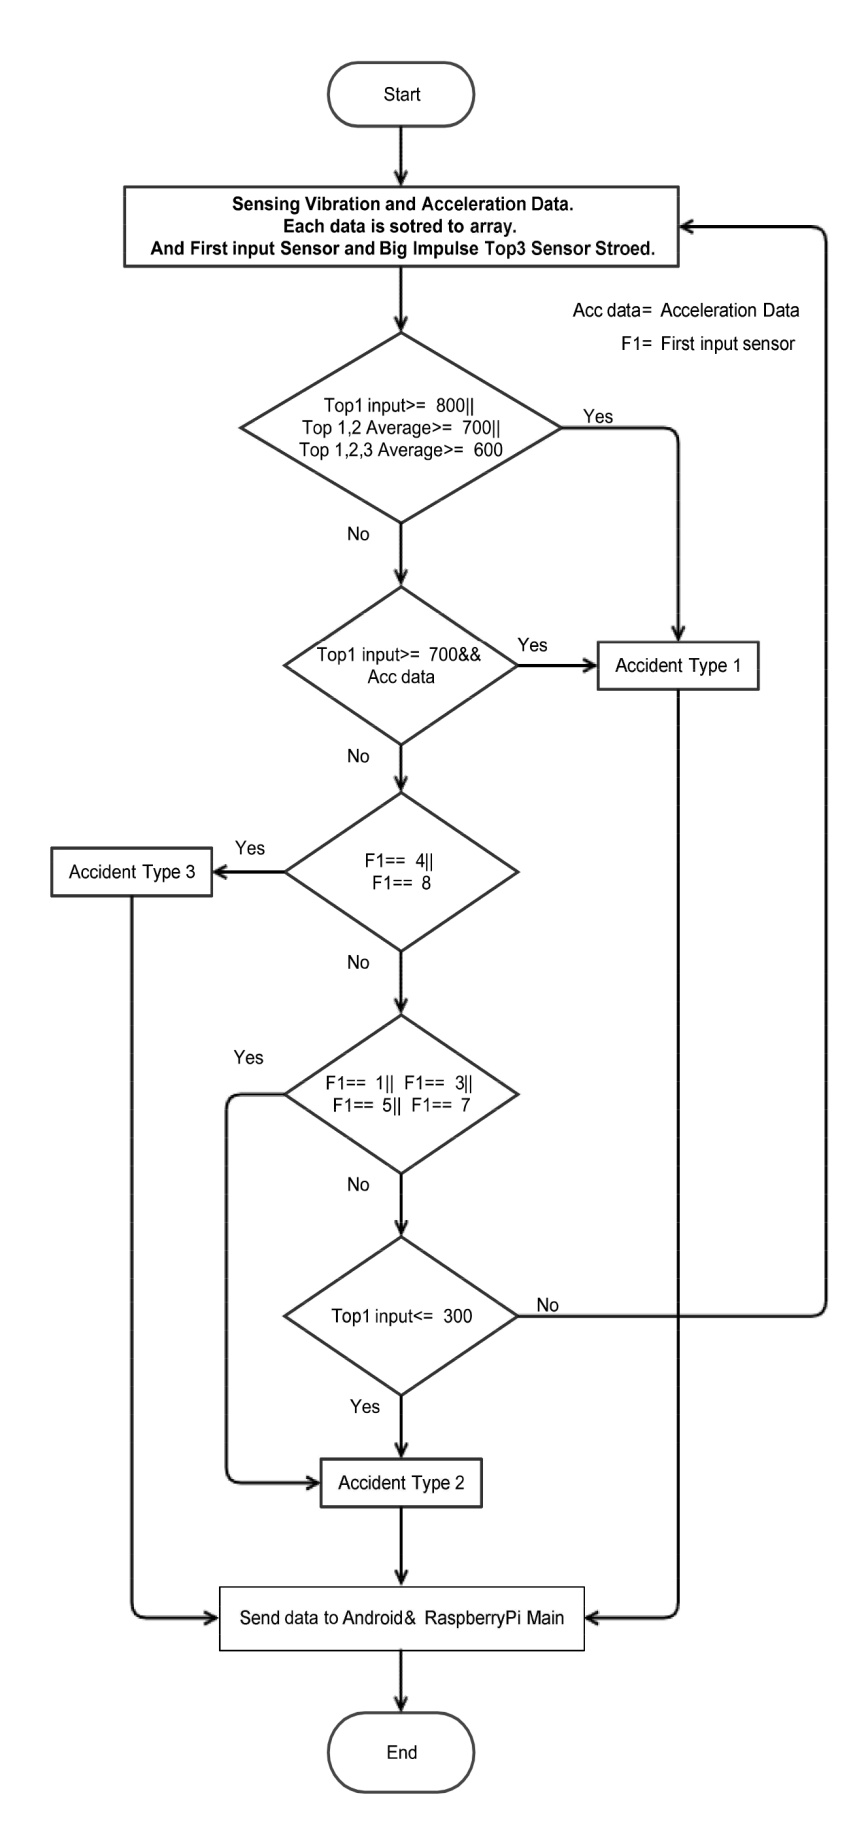 Start
Sensing Vibration and Acceleration Data.
Each data is sotred to array.
And First input Sensor and Big Impulse Top3 Sensor Stroed.
Acc data= Acceleration Data
F1= First input sensor
Top1 input>= 800||
Top 1,2 Average>= 700||
Top 1,2,3 Average>= 600
Yes
No
Top1 input>= 700&&
Acc data
Yes
Accident Type 1
No
F1== 4||
F1== 8
Yes
Accident Type 3
No
Yes
F1== 1|| F1== 3||
F1== 5|| F1== 7
No
Top1 input<= 300
No
Yes
Accident Type 2
Send data to Android& RaspberryPi Main
End